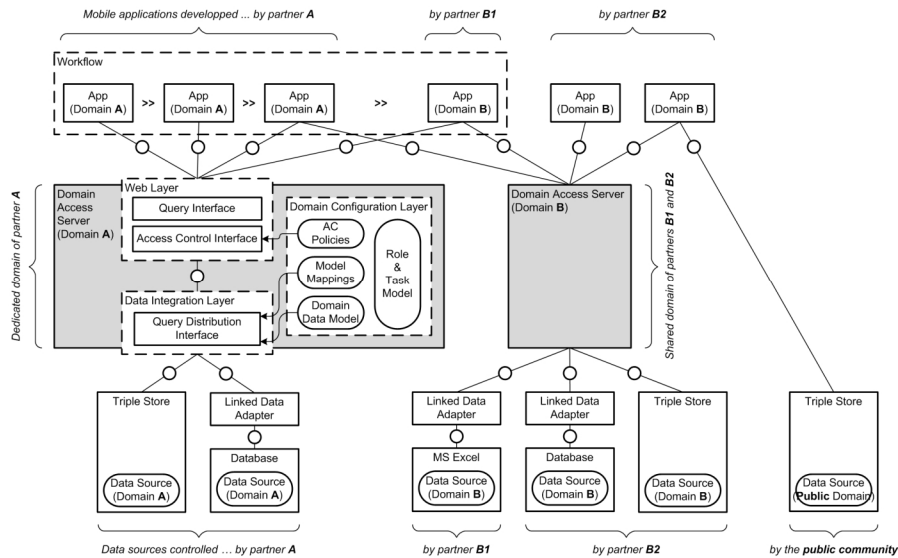 Mobile applications developped ... by partner A
by partner B1
by partner B2
Workflow
App
(Domain A)
>>
App
(Domain A)
>>
App
(Domain A)
>>
App
(Domain B)
App
(Domain B)
App
(Domain B)
Dedicated domain of partner A
Domain
Access
Server
(Domain A)
Web Layer
Query Interface
Access Control Interface
Data Integration Layer
Query Distribution
Interface
Domain Configuration Layer
AC
Policies
Model
Mappings
Domain
Data Model
Role
&
Task
Model
Domain Access Server
(Domain B)
Shared domain of partners B1 and B2
Triple Store
Data Source
(Domain A)
Linked Data
Adapter
Database
Data Source
(Domain A)
Linked Data
Adapter
MS Excel
Data Source
(Domain B)
Linked Data
Adapter
Database
Data Source
(Domain B)
Triple Store
Data Source
(Domain B)
Triple Store
Data Source
(Public Domain)
Data sources controlled ... by partner A
by partner B1
by partner B2
by the public community